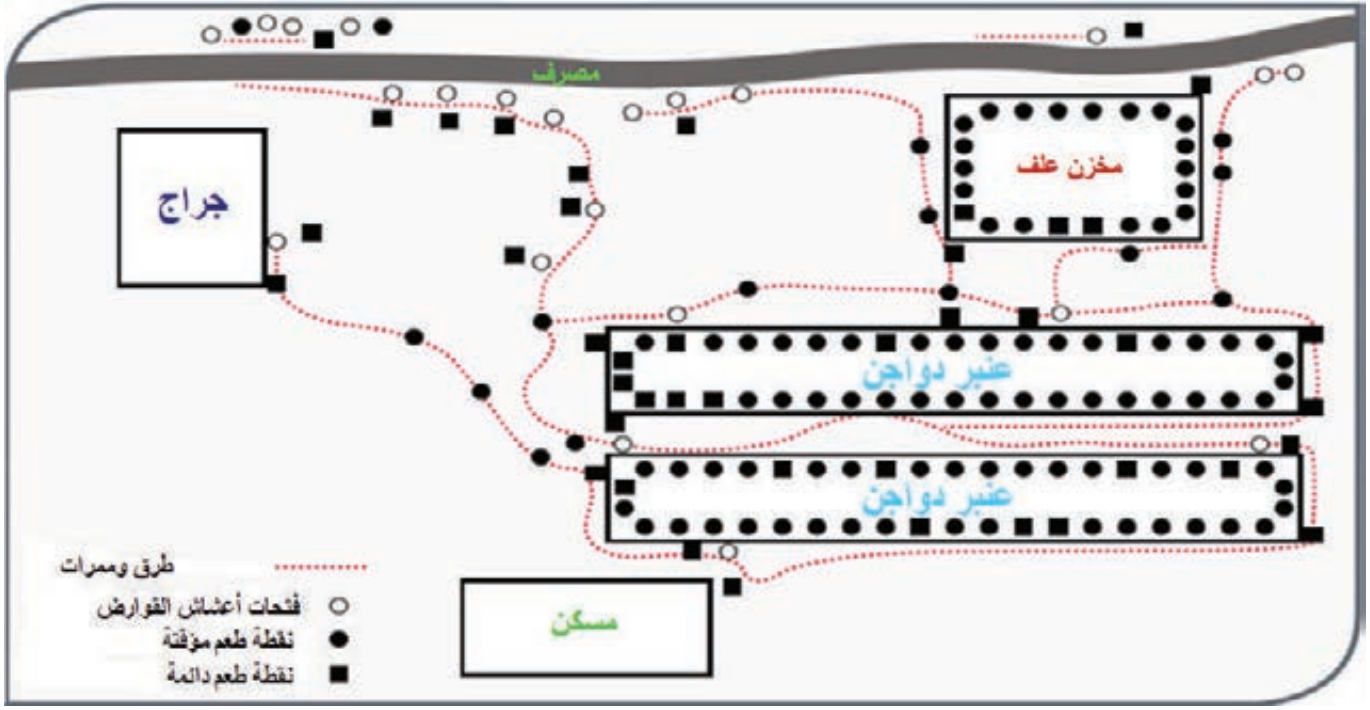 مصرف
جراج
مخزن علف
عنبر دواجن
عنبر دواجن
مسكن
طرق وممرات
فتحات أعشاش القوارض
نقطة طعم مؤقتة
نقطة طعم دائمة